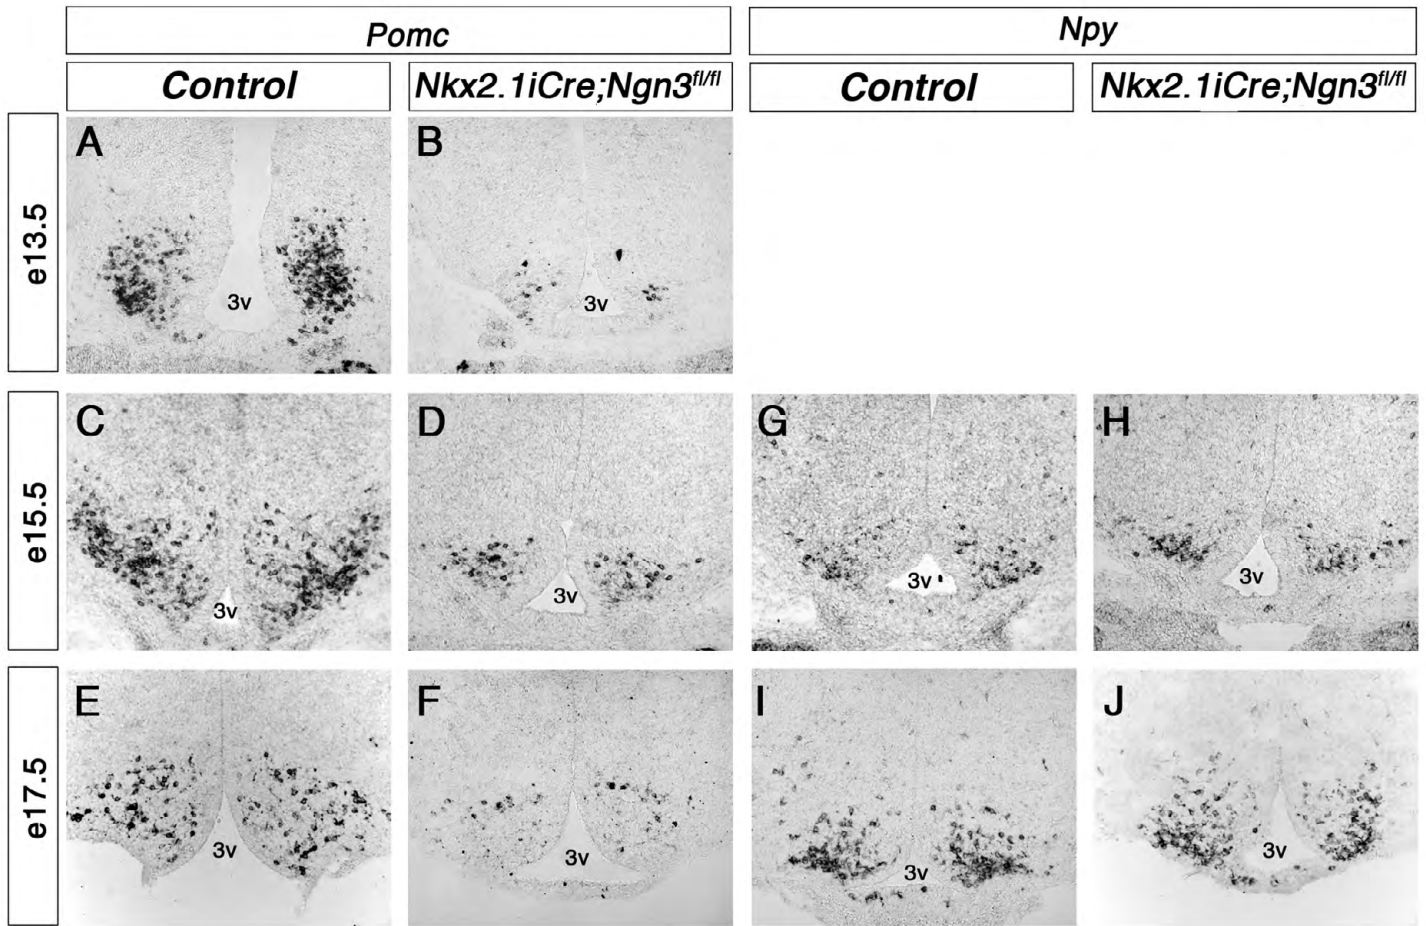 Pomc
Npy
Control
Nkx2.1iCre;Ngn3fl/fl
Control
Nkx2.1iCre;Ngn3fl/fl
e13.5
A
3v
B
3v
e15.5
C
3v
D
3v
G
3v
H
3v
e17.5
E
3v
F
3v
I
3v
J
3v